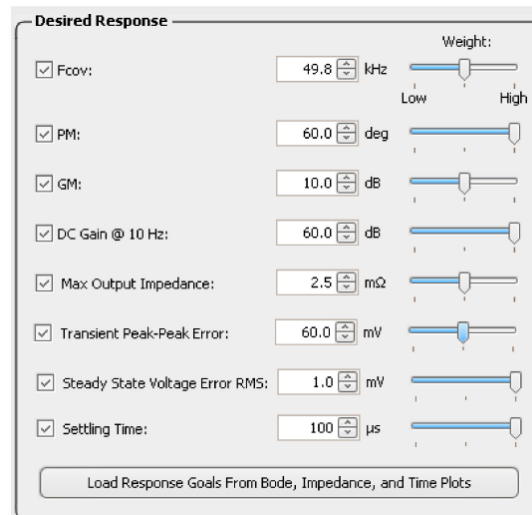 Desired Response
Weight:
Fcov: 49.8 kHz
Low High
PM: 60.0 deg
GM: 10.0 dB
DC Gain @ 10 Hz: 60.0 dB
Max Output Impedance: 2.5 mΩ
Transient Peak-Peak Error: 60.0 mV
Steady State Voltage Error RMS: 1.0 mV
Settling Time: 100 µs
Load Response Goals From Bode, Impedance, and Time Plots